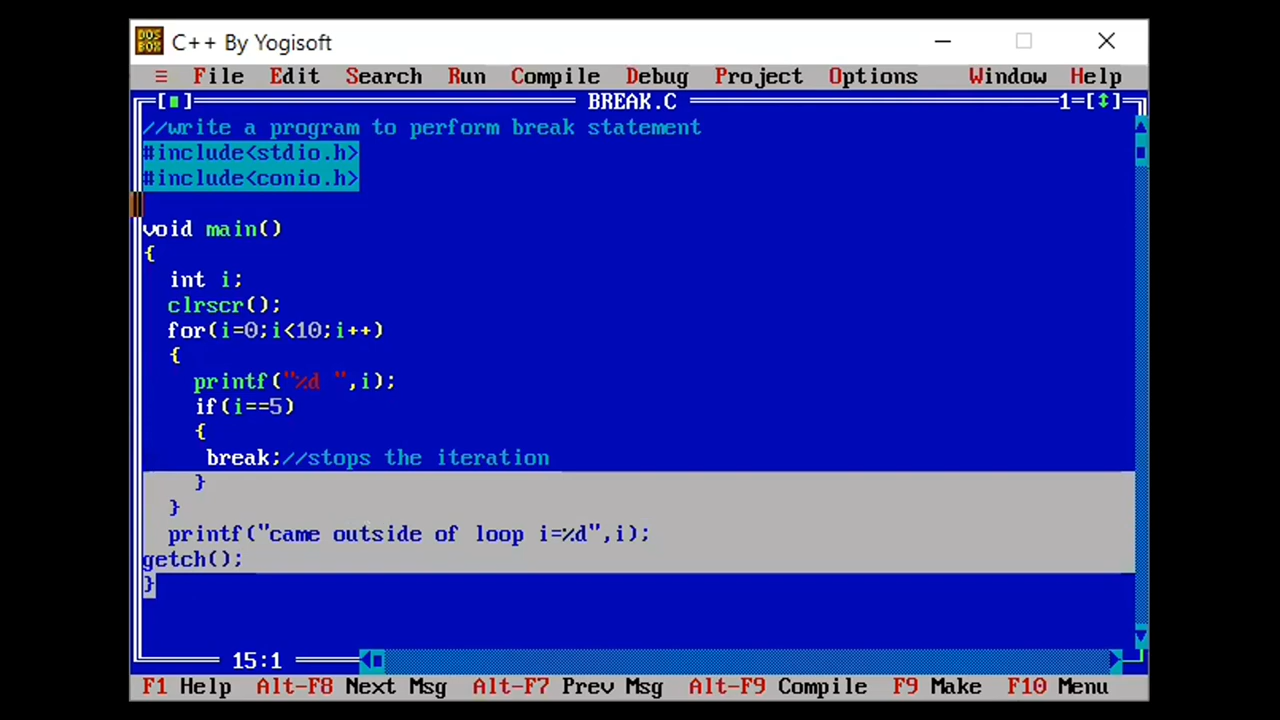 C++ By Yogisoft
≡ File Edit Search Run Compile Debug Project Options Window Help
[■] BREAK.C 1=[↕]
//write a program to perform break statement
#include<stdio.h>
#include<conio.h>
void main()
{
int i;
clrscr();
for(i=0;i<10;i++)
{
printf("%d ",i);
if(i==5)
{
break;//stops the iteration
}
}
printf("came outside of loop i=%d",i);
getch();
}
15:1
F1 Help Alt-F8 Next Msg Alt-F7 Prev Msg Alt-F9 Compile F9 Make F10 Menu